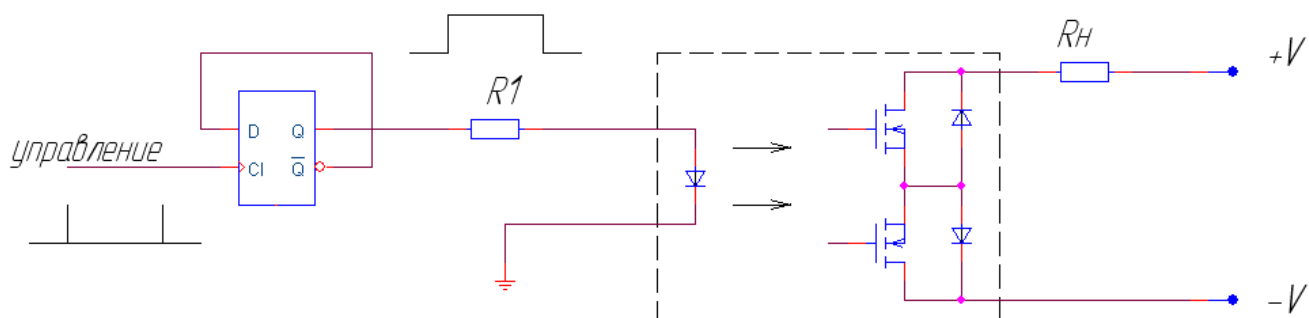 управление
D Q
CI Q
R1
Rн
+V
-V